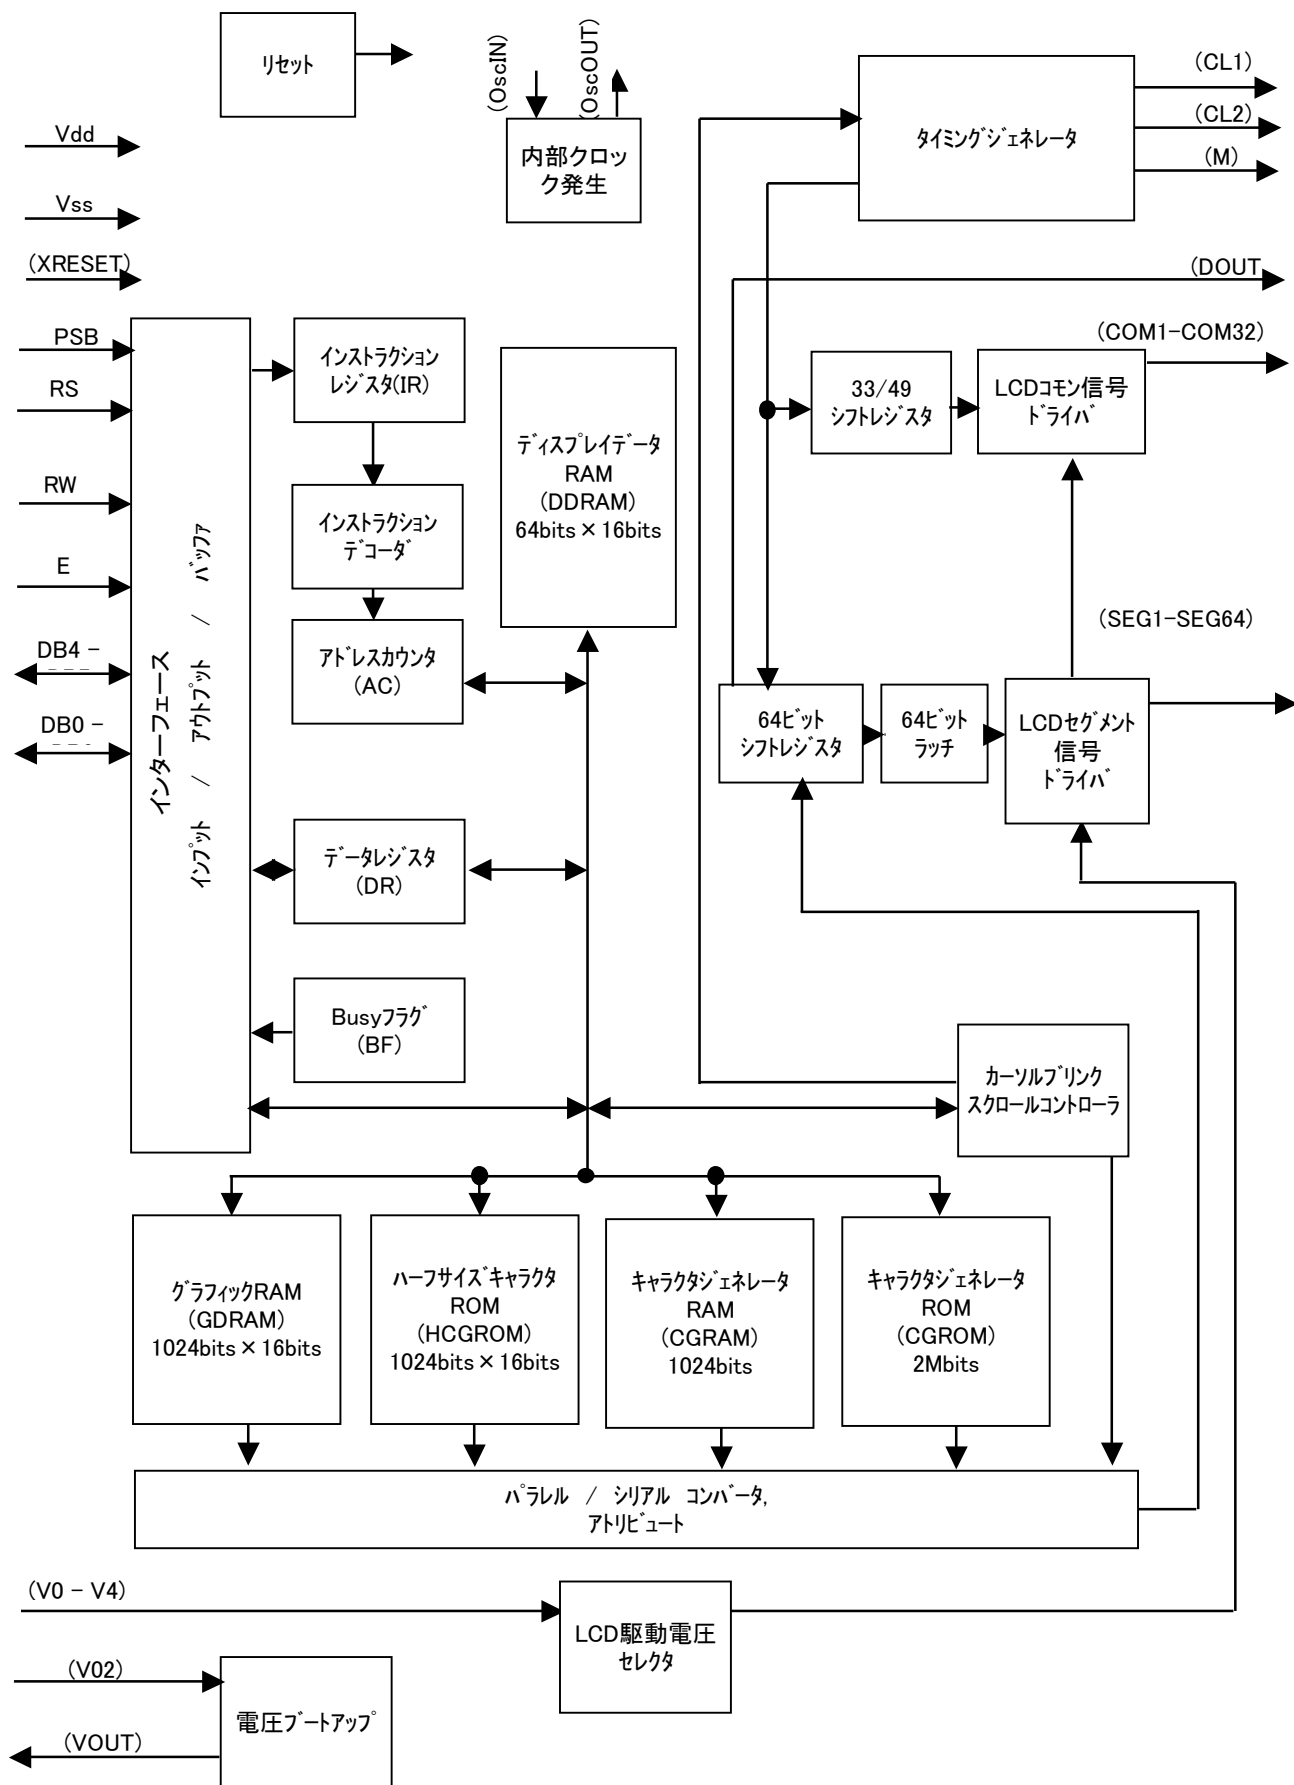 リセット
(OscIN)
(OscOUT)
内部クロッ
ク発生
タイミングジェネレータ
(CL1)
(CL2)
(M)
Vdd
Vss
(XRESET)
(DOUT
PSB
RS
RW
E
DB4 –
DB0 –
インターフェース
インプット / アウトプット / バッファ
インストラクション
レジスタ(IR)
インストラクション
デコーダ
アドレスカウンタ
(AC)
データレジスタ
(DR)
Busyフラグ
(BF)
ディスプレイデータ
RAM
(DDRAM)
64bits×16bits
33/49
シフトレジスタ
LCDコモン信号
ドライバ
(COM1-COM32)
(SEG1-SEG64)
64ビット
シフトレジスタ
64ビット
ラッチ
LCDセグメント
信号
ドライバ
カーソルブリンク
スクロールコントローラ
グラフィックRAM
(GDRAM)
1024bits×16bits
ハーフサイズキャラクタ
ROM
(HCGROM)
1024bits×16bits
キャラクタジェネレータ
RAM
(CGRAM)
1024bits
キャラクタジェネレータ
ROM
(CGROM)
2Mbits
パラレル / シリアル コンバータ,
アトリビュート
(V0 – V4)
LCD駆動電圧
セレクタ
(V02)
(VOUT)
電圧ブートアップ